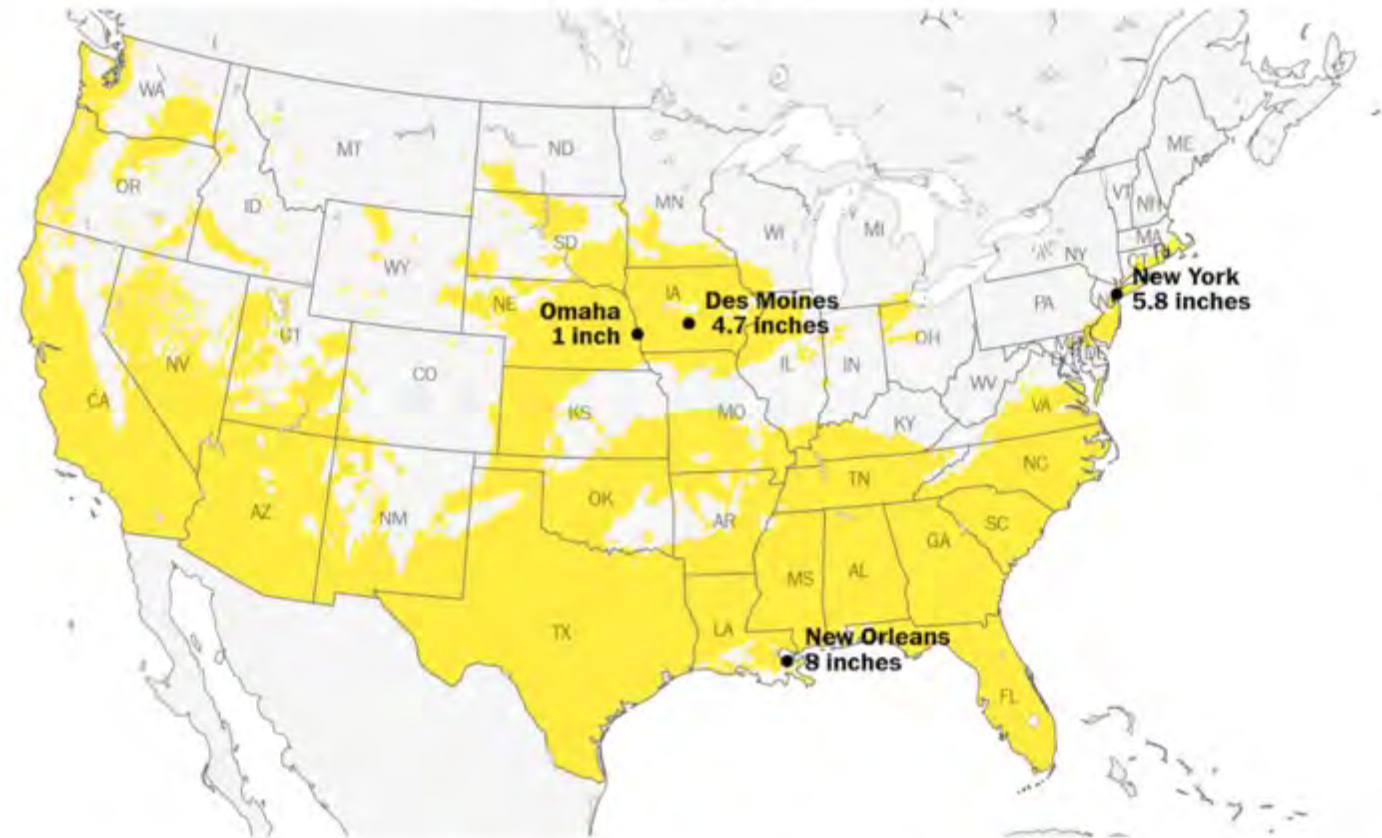 WA
MT
ND
ME
OR
MN
VT
NH
ID
WI
MI
MA
SD
WY
NY
CT
NE
IA
PA
NJ
New York
5.8 inches
Omaha
1 inch
Des Moines
4.7 inches
OH
UT
IL
IN
NV
CO
WV
CA
KS
MO
KY
VA
TN
NC
AZ
NM
OK
AR
SC
GA
MS
AL
TX
LA
New Orleans
8 inches
FL